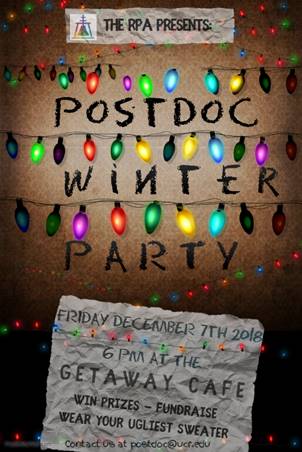 THE RPA PRESENTS:
POSTDOC
WINTER
PARTY
FRIDAY DECEMBER 7TH 2018
6 PM AT THE
GETAWAY CAFE
WIN PRIZES - FUNDRAISE
WEAR YOUR UGLIEST SWEATER
Contact Us at postdoc@ucr.edu